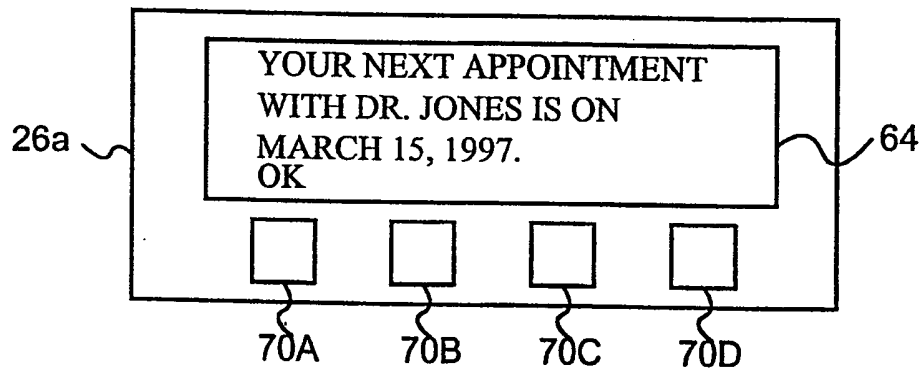 YOUR NEXT APPOINTMENT
WITH DR. JONES IS ON
MARCH 15, 1997.
OK
26a
64
70A
70B
70C
70D